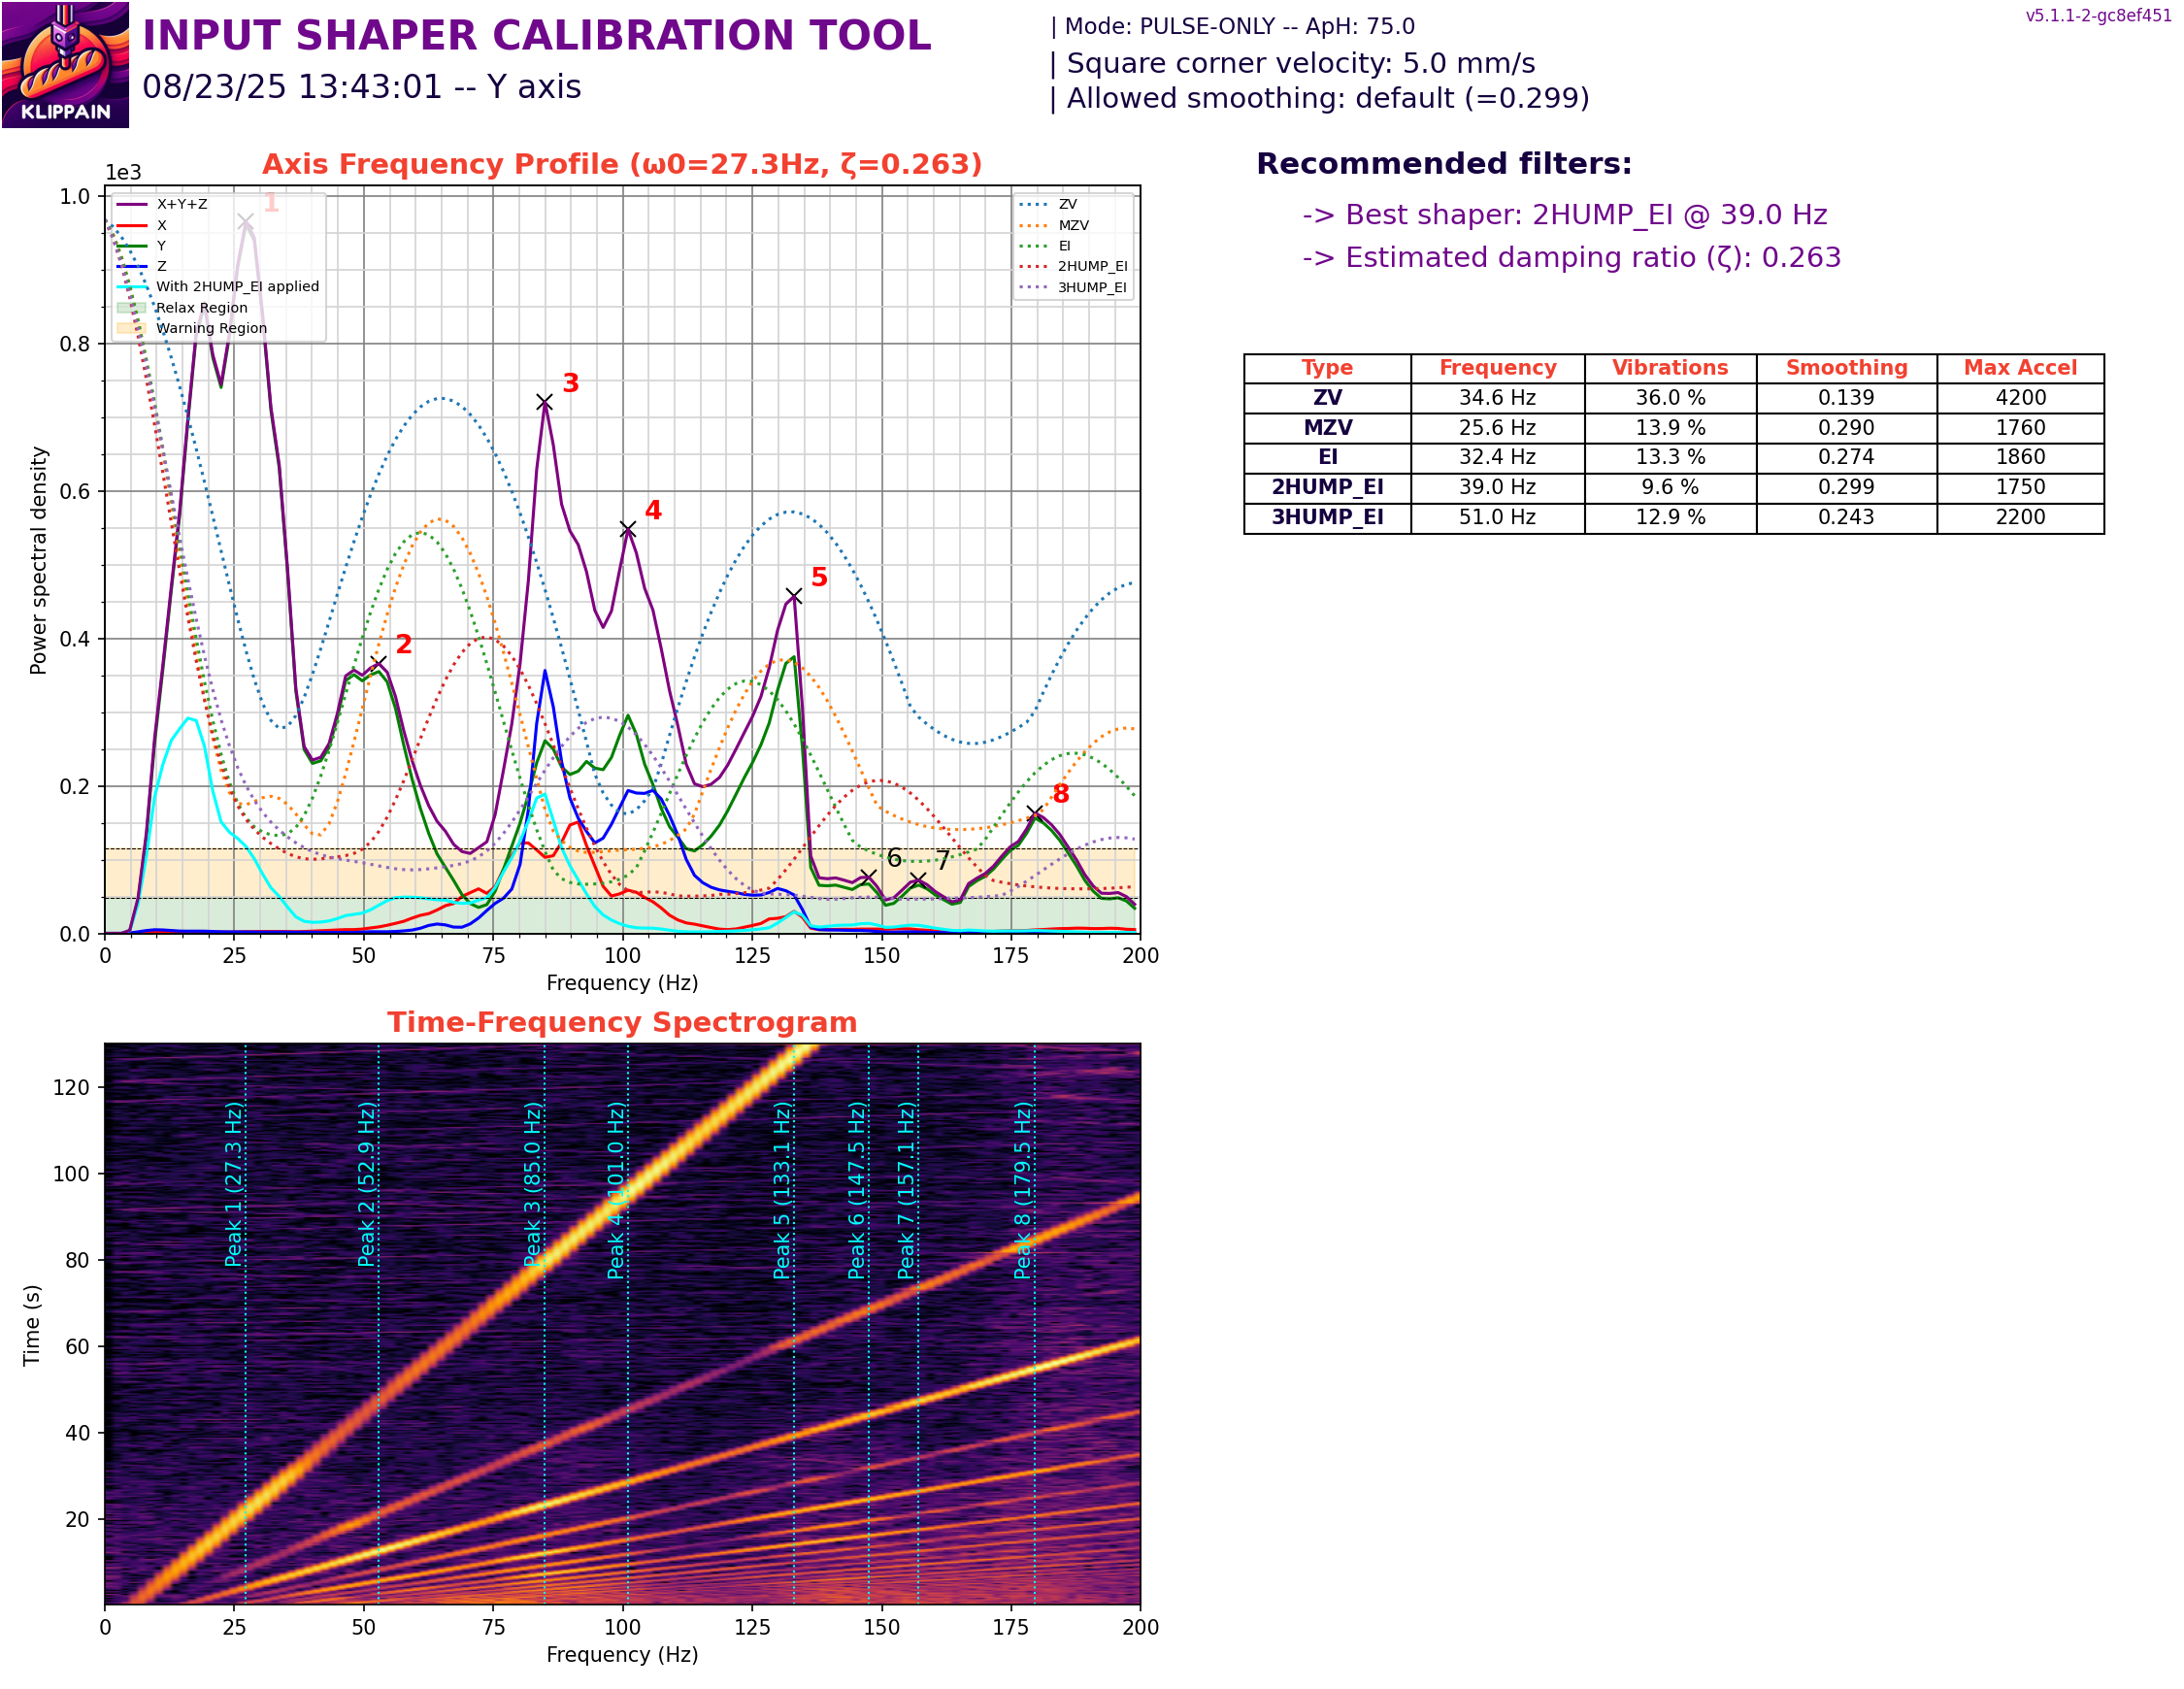 KLIPPAIN
INPUT SHAPER CALIBRATION TOOL
08/23/25 13:43:01 -- Y axis
| Mode: PULSE-ONLY -- ApH: 75.0
| Square corner velocity: 5.0 mm/s
| Allowed smoothing: default (=0.299)
v5.1.1-2-gc8ef451
Axis Frequency Profile (ω0=27.3Hz, ζ=0.263)
1e3
1.0
0.8
0.6
0.4
0.2
0.0
Power spectral density
X+Y+Z
X
Y
Z
With 2HUMP_EI applied
Relax Region
Warning Region
ZV
MZV
EI
2HUMP_EI
3HUMP_EI
1
2
3
4
5
6
7
8
0 25 50 75 100 125 150 175 200
Frequency (Hz)
Recommended filters:
-> Best shaper: 2HUMP_EI @ 39.0 Hz
-> Estimated damping ratio (ζ): 0.263
Type Frequency Vibrations Smoothing Max Accel
ZV 34.6 Hz 36.0 % 0.139 4200
MZV 25.6 Hz 13.9 % 0.290 1760
EI 32.4 Hz 13.3 % 0.274 1860
2HUMP_EI 39.0 Hz 9.6 % 0.299 1750
3HUMP_EI 51.0 Hz 12.9 % 0.243 2200
Time-Frequency Spectrogram
120
100
80
60
40
20
Time (s)
Peak 1 (27.3 Hz)
Peak 2 (52.9 Hz)
Peak 3 (85.0 Hz)
Peak 4 (101.0 Hz)
Peak 5 (133.1 Hz)
Peak 6 (147.5 Hz)
Peak 7 (157.1 Hz)
Peak 8 (179.5 Hz)
0 25 50 75 100 125 150 175 200
Frequency (Hz)